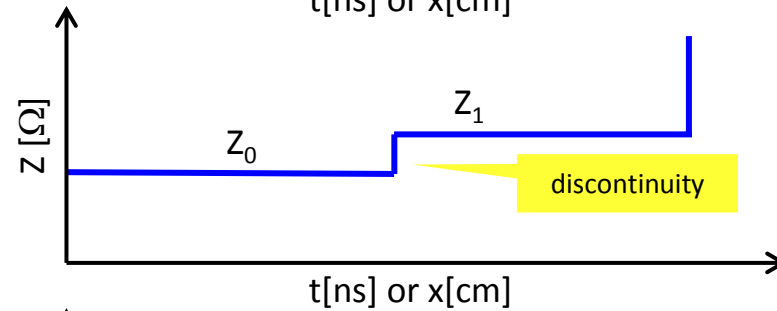 t[ns] or x[cm]
Z [Ω]
Z₀
Z₁
discontinuity
t[ns] or x[cm]